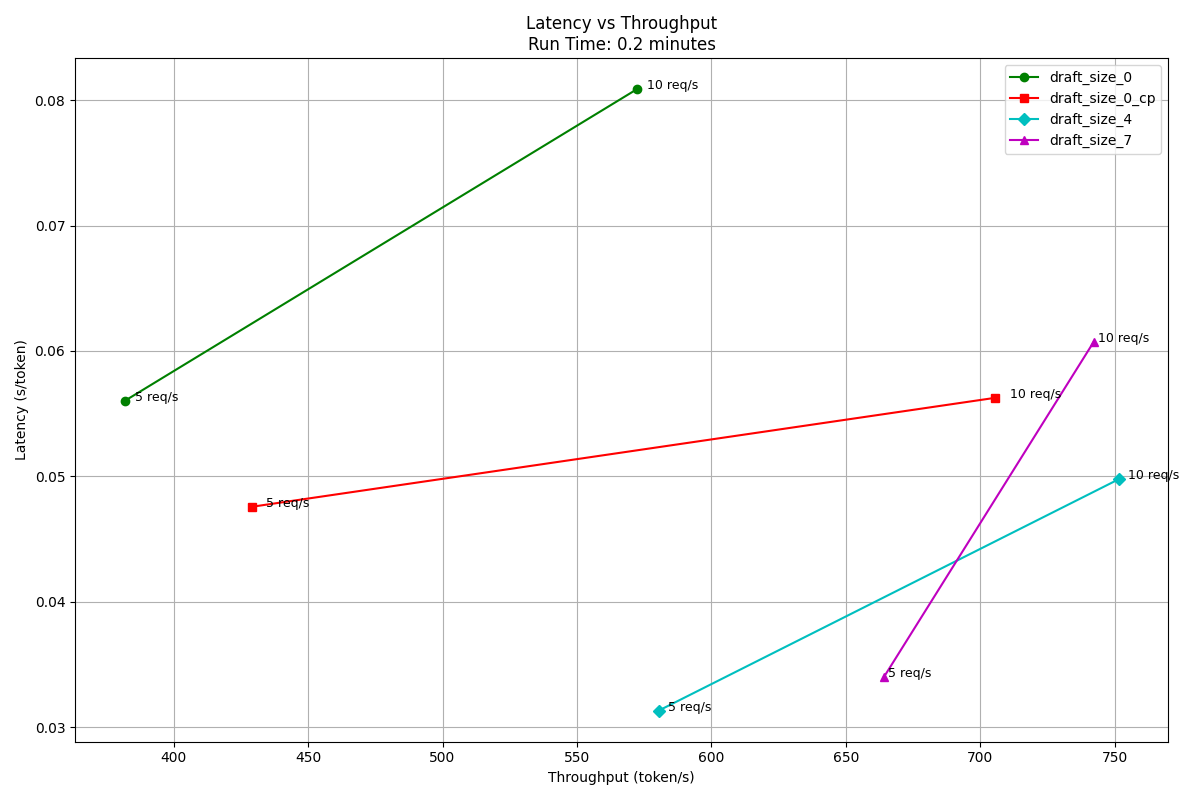 Latency vs Throughput
Run Time: 0.2 minutes
draft_size_0
draft_size_0_cp
draft_size_4
draft_size_7
10 req/s
5 req/s
10 req/s
5 req/s
10 req/s
5 req/s
10 req/s
5 req/s
Latency (s/token)
0.08
0.07
0.06
0.05
0.04
0.03
400 450 500 550 600 650 700 750
Throughput (token/s)